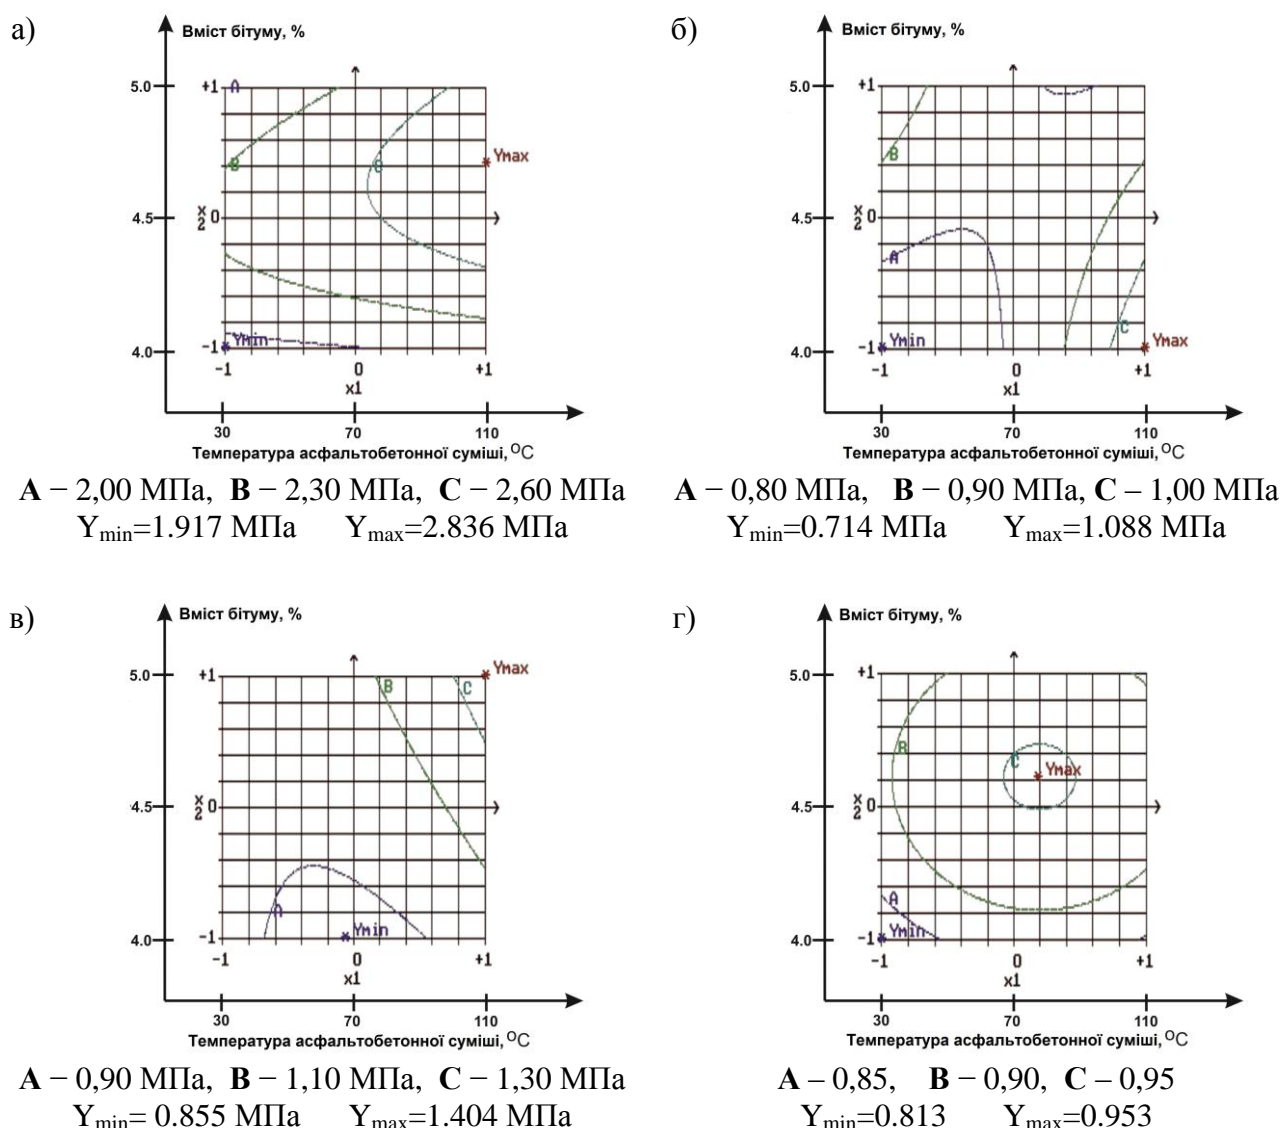 а)
Вміст бітуму, %
5.0
4.5
4.0
+1
A
B
C
Ymax
x
2
0
-1
Ymin
-1
0
+1
x1
30
70
110
Температура асфальтобетонної суміші, ⁰С
A − 2,00 МПа, B − 2,30 МПа, C − 2,60 МПа
Ymin=1.917 МПа Ymax=2.836 МПа
б)
Вміст бітуму, %
5.0
4.5
4.0
+1
B
x
2
0
A
C
-1
Ymin
Ymax
-1
0
+1
x1
30
70
110
Температура асфальтобетонної суміші, ⁰С
A − 0,80 МПа, B − 0,90 МПа, C – 1,00 МПа
Ymin=0.714 МПа Ymax=1.088 МПа
в)
Вміст бітуму, %
5.0
4.5
4.0
+1
B
C
Ymax
x
2
0
A
-1
Ymin
-1
0
+1
x1
30
70
110
Температура асфальтобетонної суміші, ⁰С
A − 0,90 МПа, B − 1,10 МПа, C − 1,30 МПа
Ymin= 0.855 МПа Ymax=1.404 МПа
г)
Вміст бітуму, %
5.0
4.5
4.0
+1
B
C
Ymax
x
2
0
A
-1
Ymin
-1
0
+1
x1
30
70
110
Температура асфальтобетонної суміші, ⁰С
A – 0,85, B − 0,90, C – 0,95
Ymin=0.813 Ymax=0.953